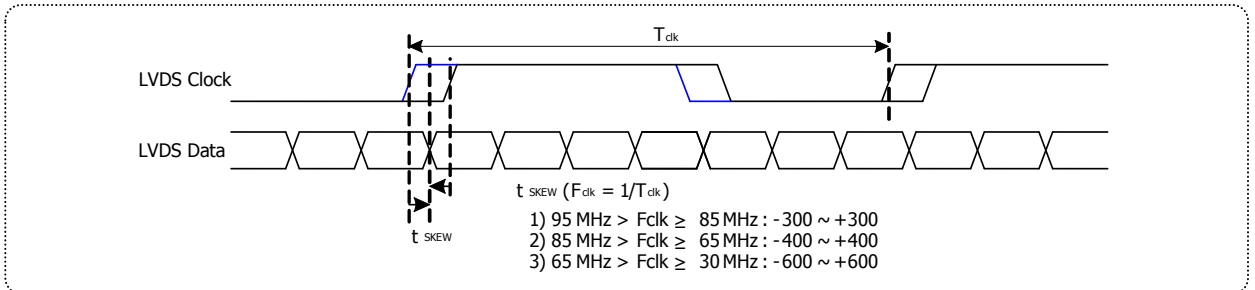 Tclk
LVDS Clock
LVDS Data
t SKEW (Fclk = 1/Tclk)
1) 95 MHz > Fclk ≥ 85 MHz : -300 ~ +300
t SKEW
2) 85 MHz > Fclk ≥ 65 MHz : -400 ~ +400
3) 65 MHz > Fclk ≥ 30 MHz : -600 ~ +600